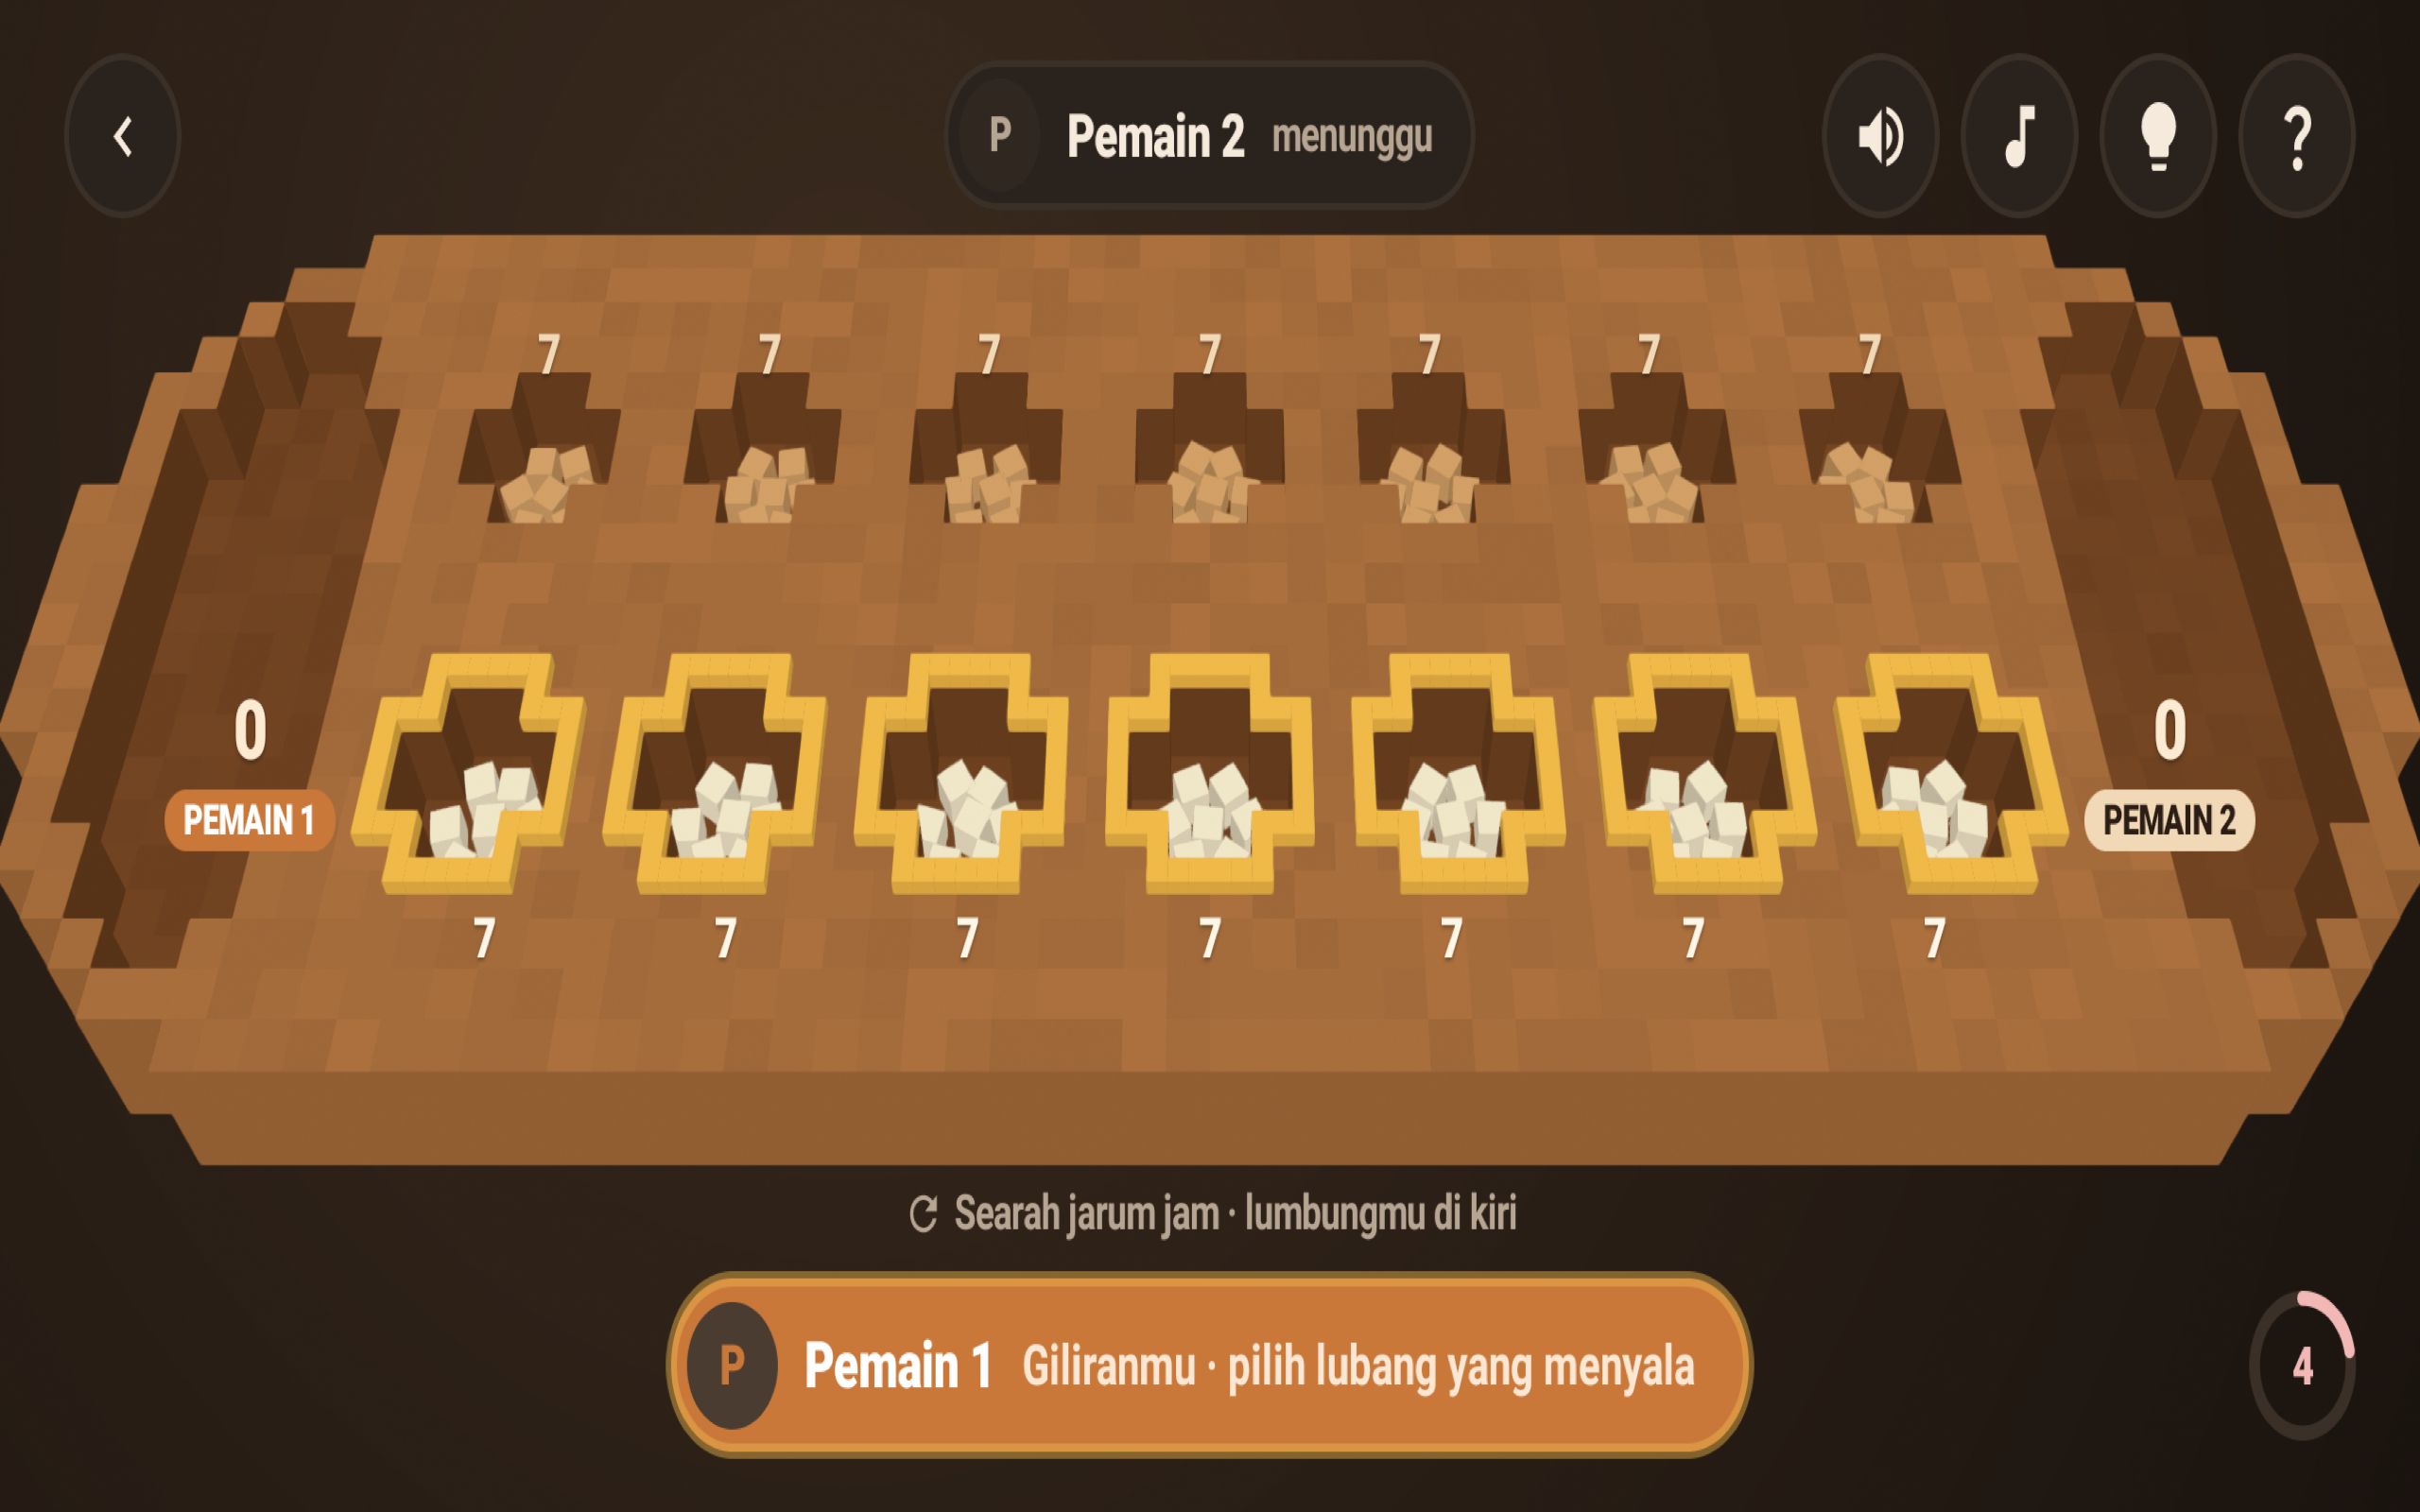 P Pemain 2 menunggu
?
7 7 7 7 7 7 7
0
PEMAIN 1
0
PEMAIN 2
7 7 7 7 7 7 7
Searah jarum jam · lumbungmu di kiri
P Pemain 1 Giliranmu · pilih lubang yang menyala
4